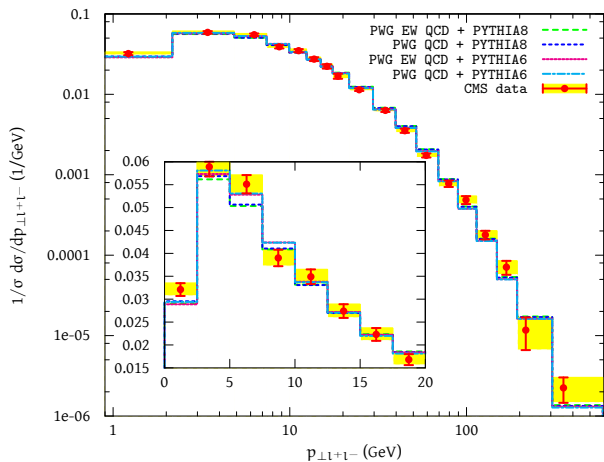 PWG EW QCD + PYTHIA8
PWG QCD + PYTHIA8
PWG EW QCD + PYTHIA6
PWG QCD + PYTHIA6
CMS data
1/σ dσ/dp⊥l+l− (1/GeV)
0.1
0.01
0.001
0.0001
1e-05
1e-06
0.06
0.055
0.05
0.045
0.04
0.035
0.03
0.025
0.02
0.015
0 5 10 15 20
1 10 100
p⊥l+l− (GeV)